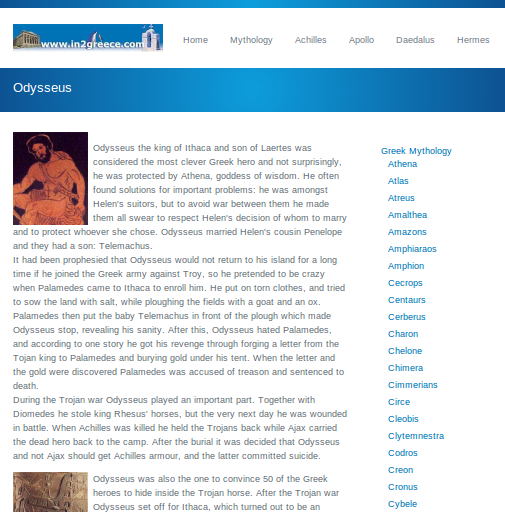 www.in2greece.com
Home Mythology Achilles Apollo Daedalus Hermes
Odysseus
Odysseus the king of Ithaca and son of Laertes was
considered the most clever Greek hero and not surprisingly,
he was protected by Athena, goddess of wisdom. He often
found solutions for important problems: he was amongst
Helen's suitors, but to avoid war between them he made
them all swear to respect Helen's decision of whom to marry
and to protect whoever she chose. Odysseus married Helen's cousin Penelope
and they had a son: Telemachus.
It had been prophesied that Odysseus would not return to his island for a long
time if he joined the Greek army against Troy, so he pretended to be crazy
when Palamedes came to Ithaca to enroll him. He put on torn clothes, and tried
to sow the land with salt, while ploughing the fields with a goat and an ox.
Palamedes then put the baby Telemachus in front of the plough which made
Odysseus stop, revealing his sanity. After this, Odysseus hated Palamedes,
and according to one story he got his revenge through forging a letter from the
Tojan king to Palamedes and burying gold under his tent. When the letter and
the gold were discovered Palamedes was accused of treason and sentenced to
death.
During the Trojan war Odysseus played an important part. Together with
Diomedes he stole king Rhesus' horses, but the very next day he was wounded
in battle. When Achilles was killed he held the Trojans back while Ajax carried
the dead hero back to the camp. After the burial it was decided that Odysseus
and not Ajax should get Achilles armour, and the latter committed suicide.
Odysseus was also the one to convince 50 of the Greek
heroes to hide inside the Trojan horse. After the Trojan war
Odysseus set off for Ithaca, which turned out to be an
Greek Mythology
Athena
Atlas
Atreus
Amalthea
Amazons
Amphiaraos
Amphion
Cecrops
Centaurs
Cerberus
Charon
Chelone
Chimera
Cimmerians
Circe
Cleobis
Clytemnestra
Codros
Creon
Cronus
Cybele